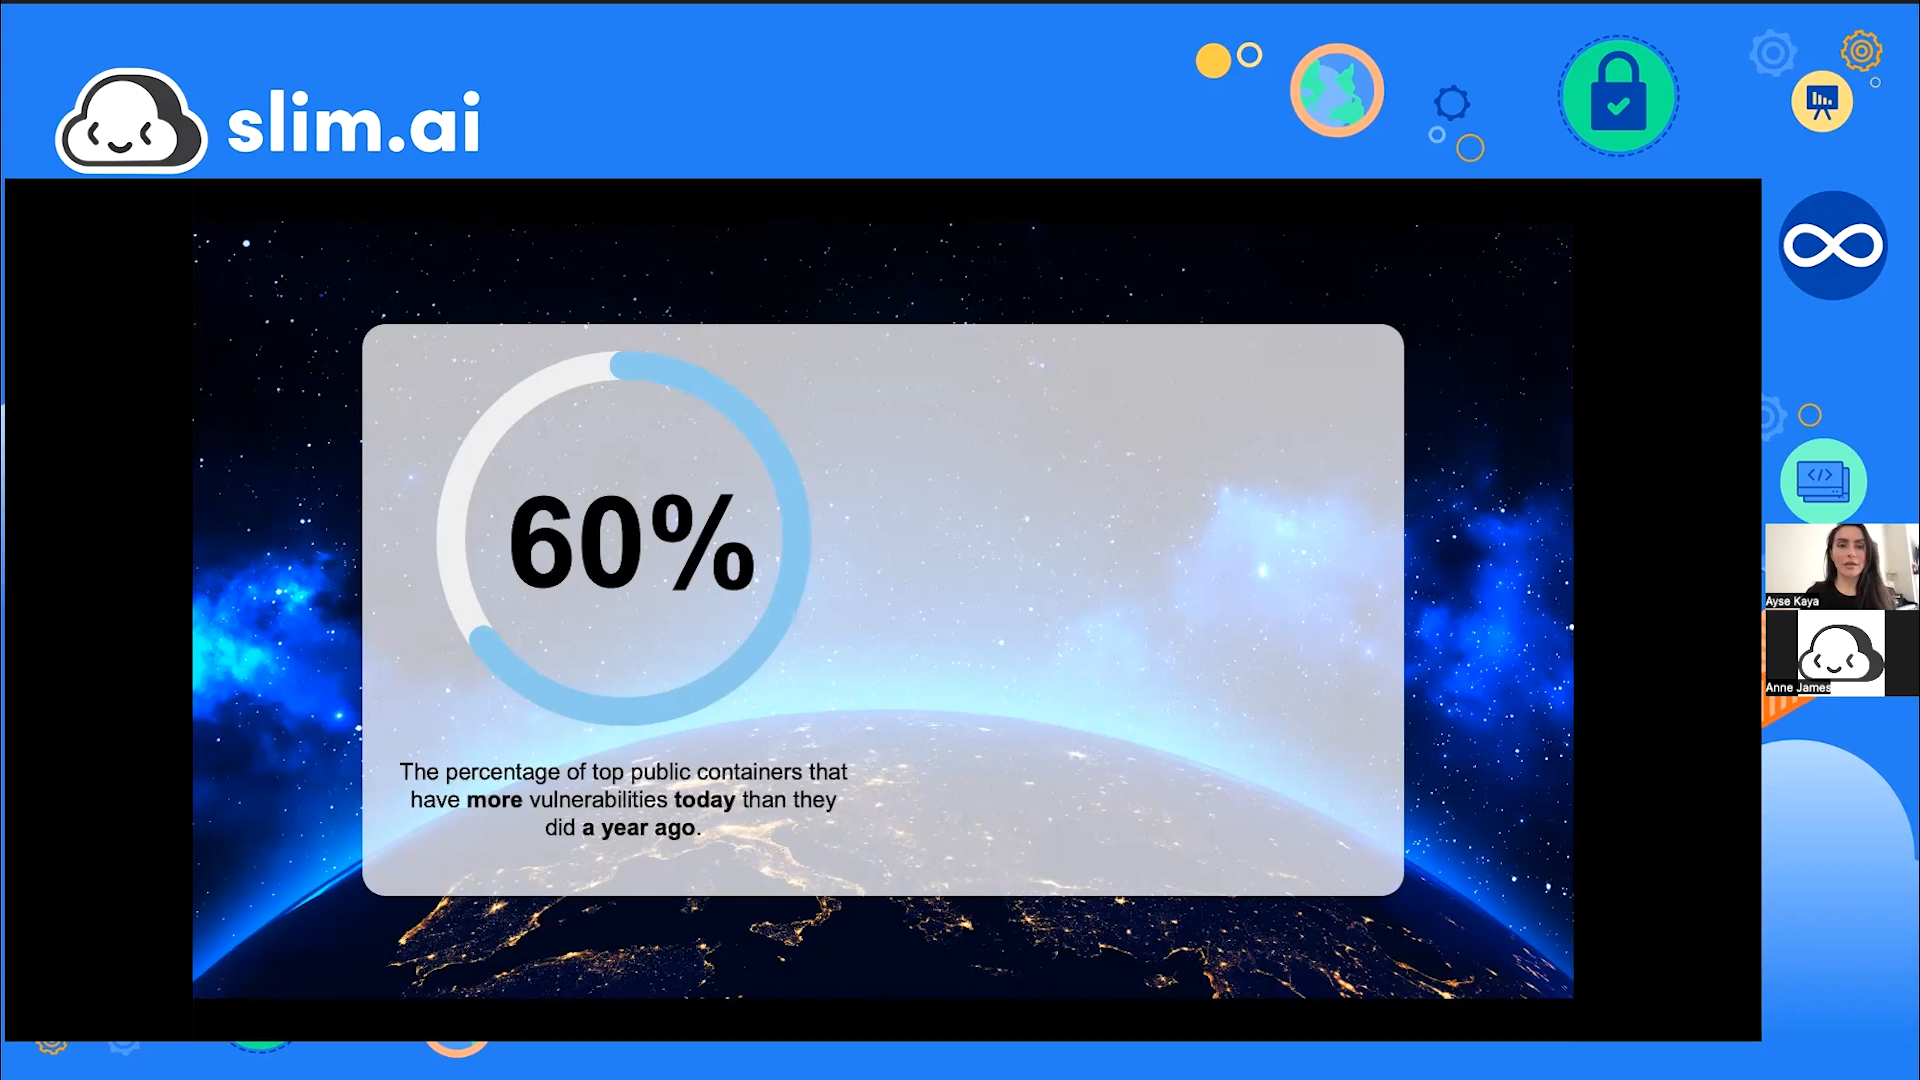 slim.ai
60%
The percentage of top public containers that
have more vulnerabilities today than they
did a year ago.
</>
Ayse Kaya
Anne James